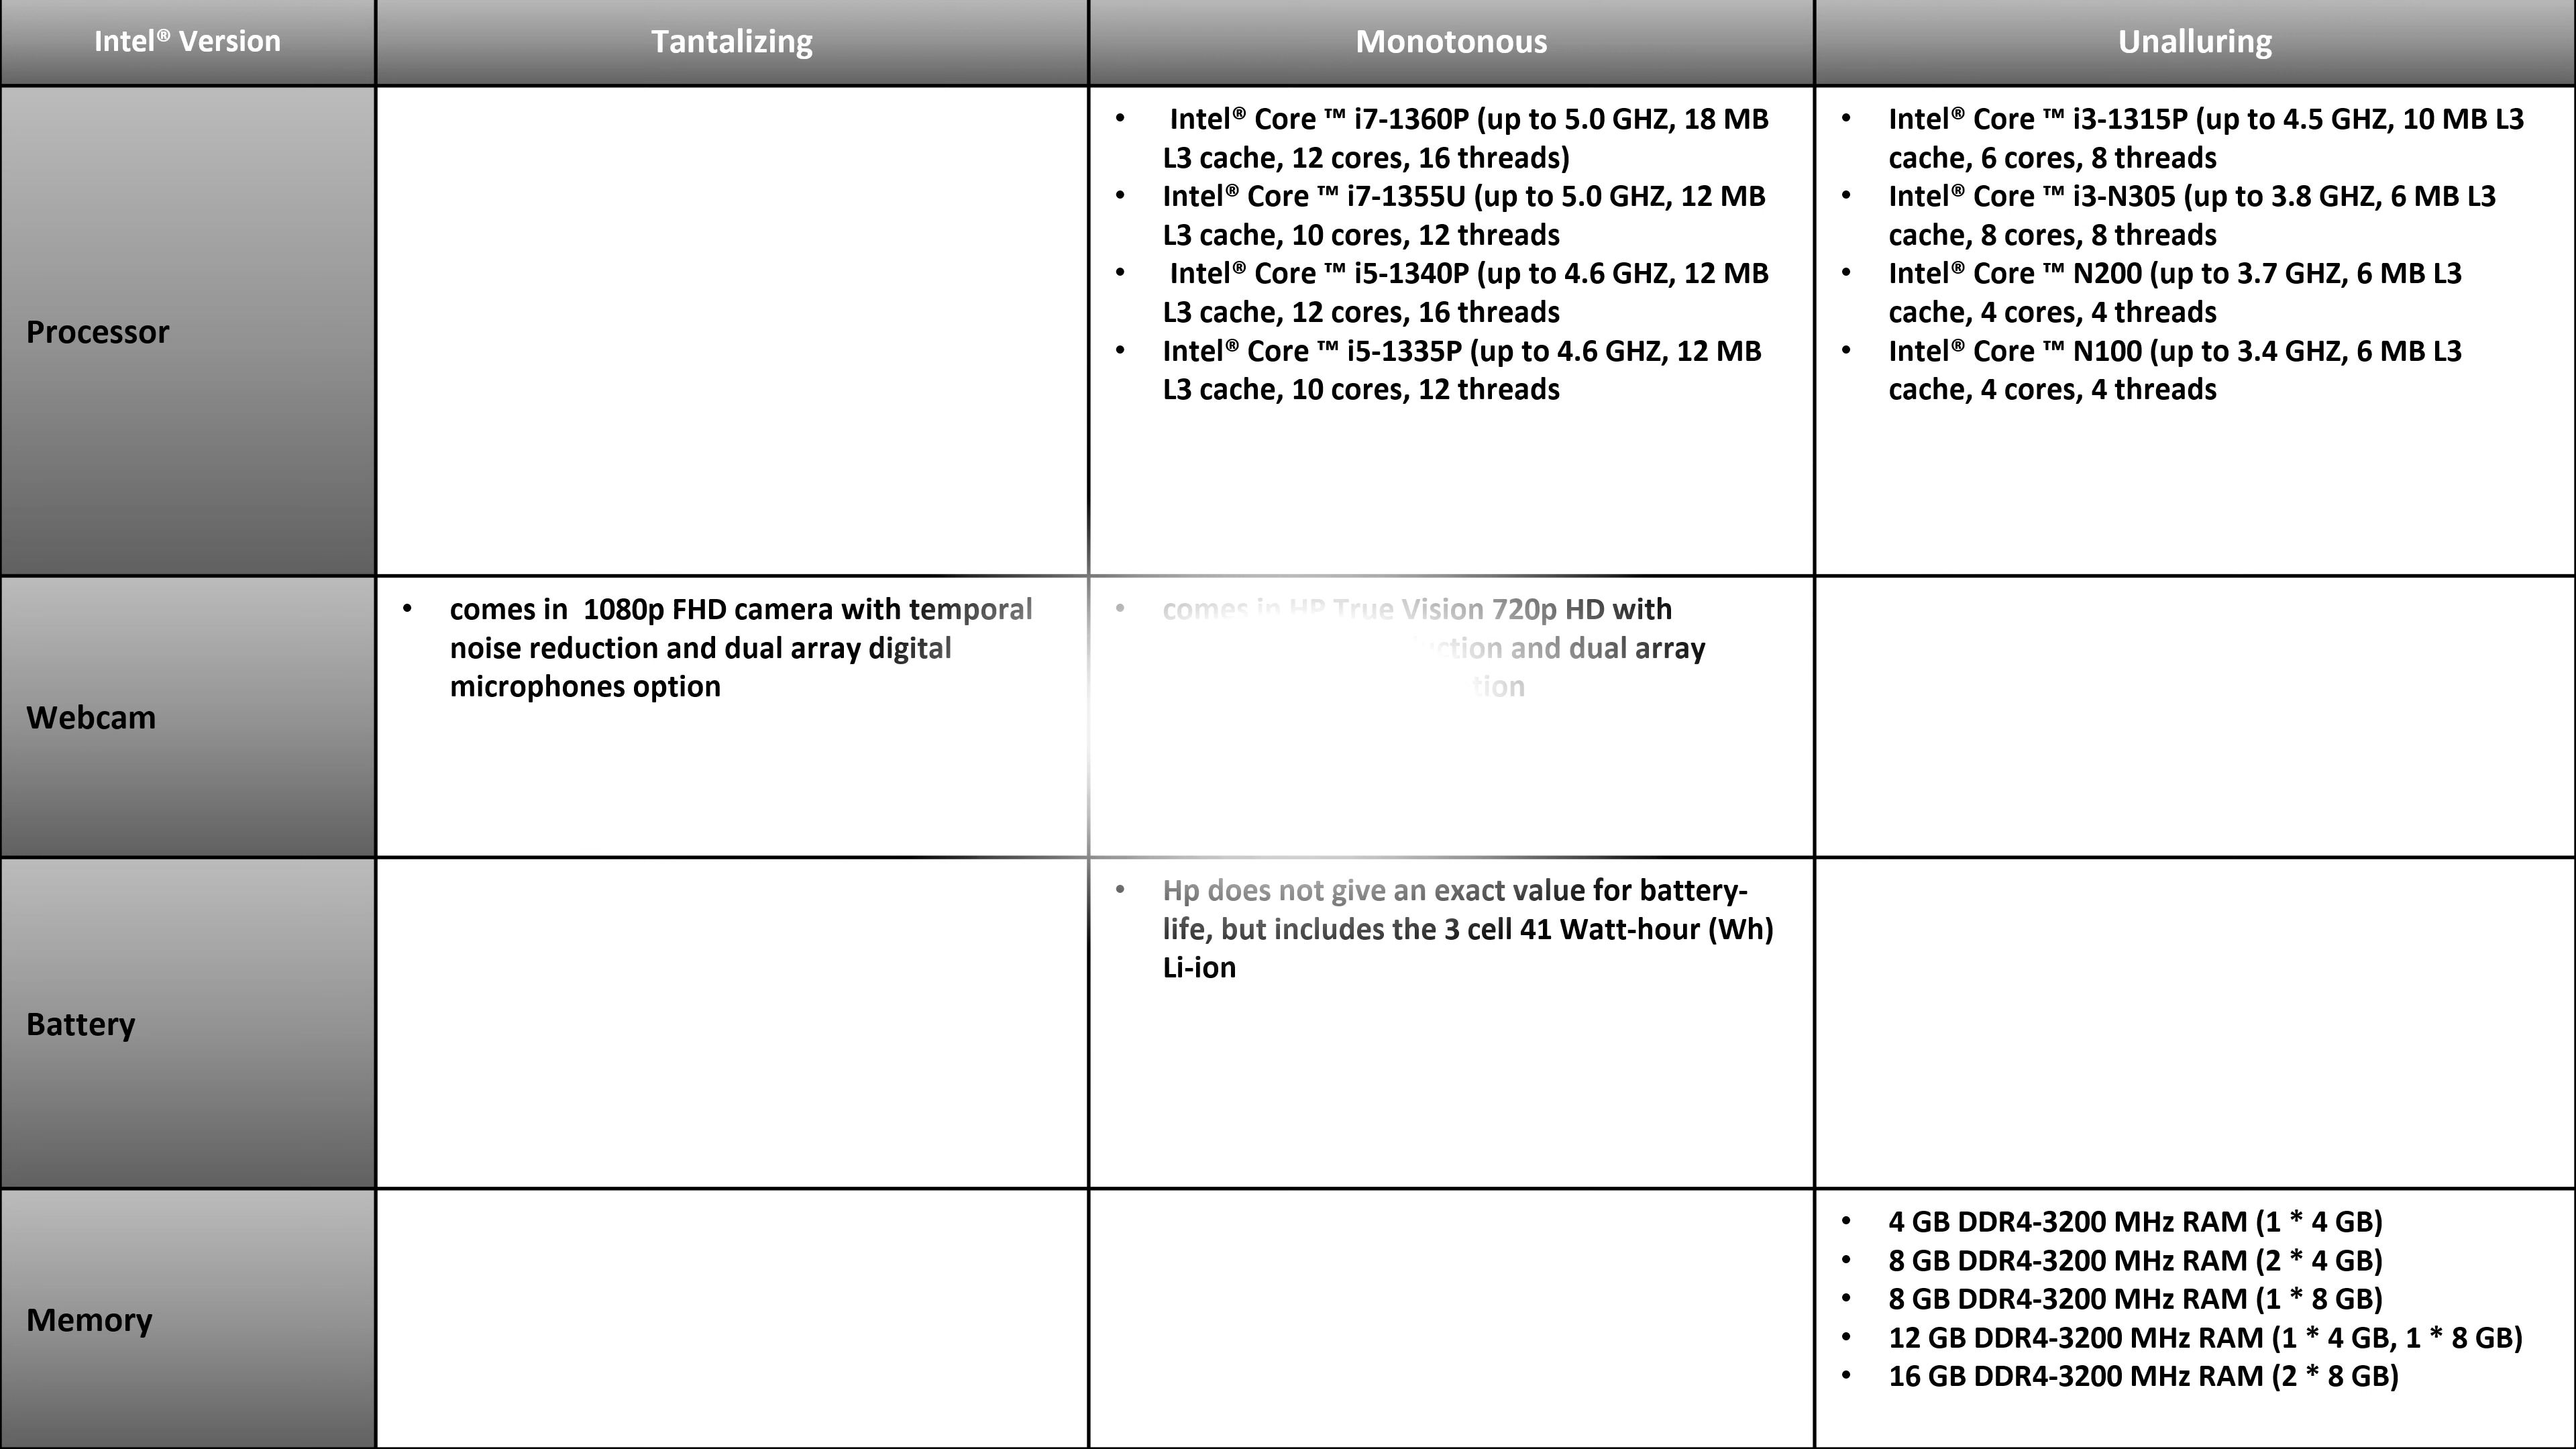 Intel® Version
Tantalizing
Monotonous
Unalluring
Processor
• Intel® Core ™ i7-1360P (up to 5.0 GHZ, 18 MB
L3 cache, 12 cores, 16 threads)
• Intel® Core ™ i7-1355U (up to 5.0 GHZ, 12 MB
L3 cache, 10 cores, 12 threads
• Intel® Core ™ i5-1340P (up to 4.6 GHZ, 12 MB
L3 cache, 12 cores, 16 threads
• Intel® Core ™ i5-1335P (up to 4.6 GHZ, 12 MB
L3 cache, 10 cores, 12 threads
• Intel® Core ™ i3-1315P (up to 4.5 GHZ, 10 MB L3
cache, 6 cores, 8 threads
• Intel® Core ™ i3-N305 (up to 3.8 GHZ, 6 MB L3
cache, 8 cores, 8 threads
• Intel® Core ™ N200 (up to 3.7 GHZ, 6 MB L3
cache, 4 cores, 4 threads
• Intel® Core ™ N100 (up to 3.4 GHZ, 6 MB L3
cache, 4 cores, 4 threads
Webcam
• comes in 1080p FHD camera with temporal
noise reduction and dual array digital
microphones option
• comes in HP True Vision 720p HD with
and dual array
Battery
• Hp does not give an exact value for battery-
life, but includes the 3 cell 41 Watt-hour (Wh)
Li-ion
Memory
• 4 GB DDR4-3200 MHz RAM (1 * 4 GB)
• 8 GB DDR4-3200 MHz RAM (2 * 4 GB)
• 8 GB DDR4-3200 MHz RAM (1 * 8 GB)
• 12 GB DDR4-3200 MHz RAM (1 * 4 GB, 1 * 8 GB)
• 16 GB DDR4-3200 MHz RAM (2 * 8 GB)